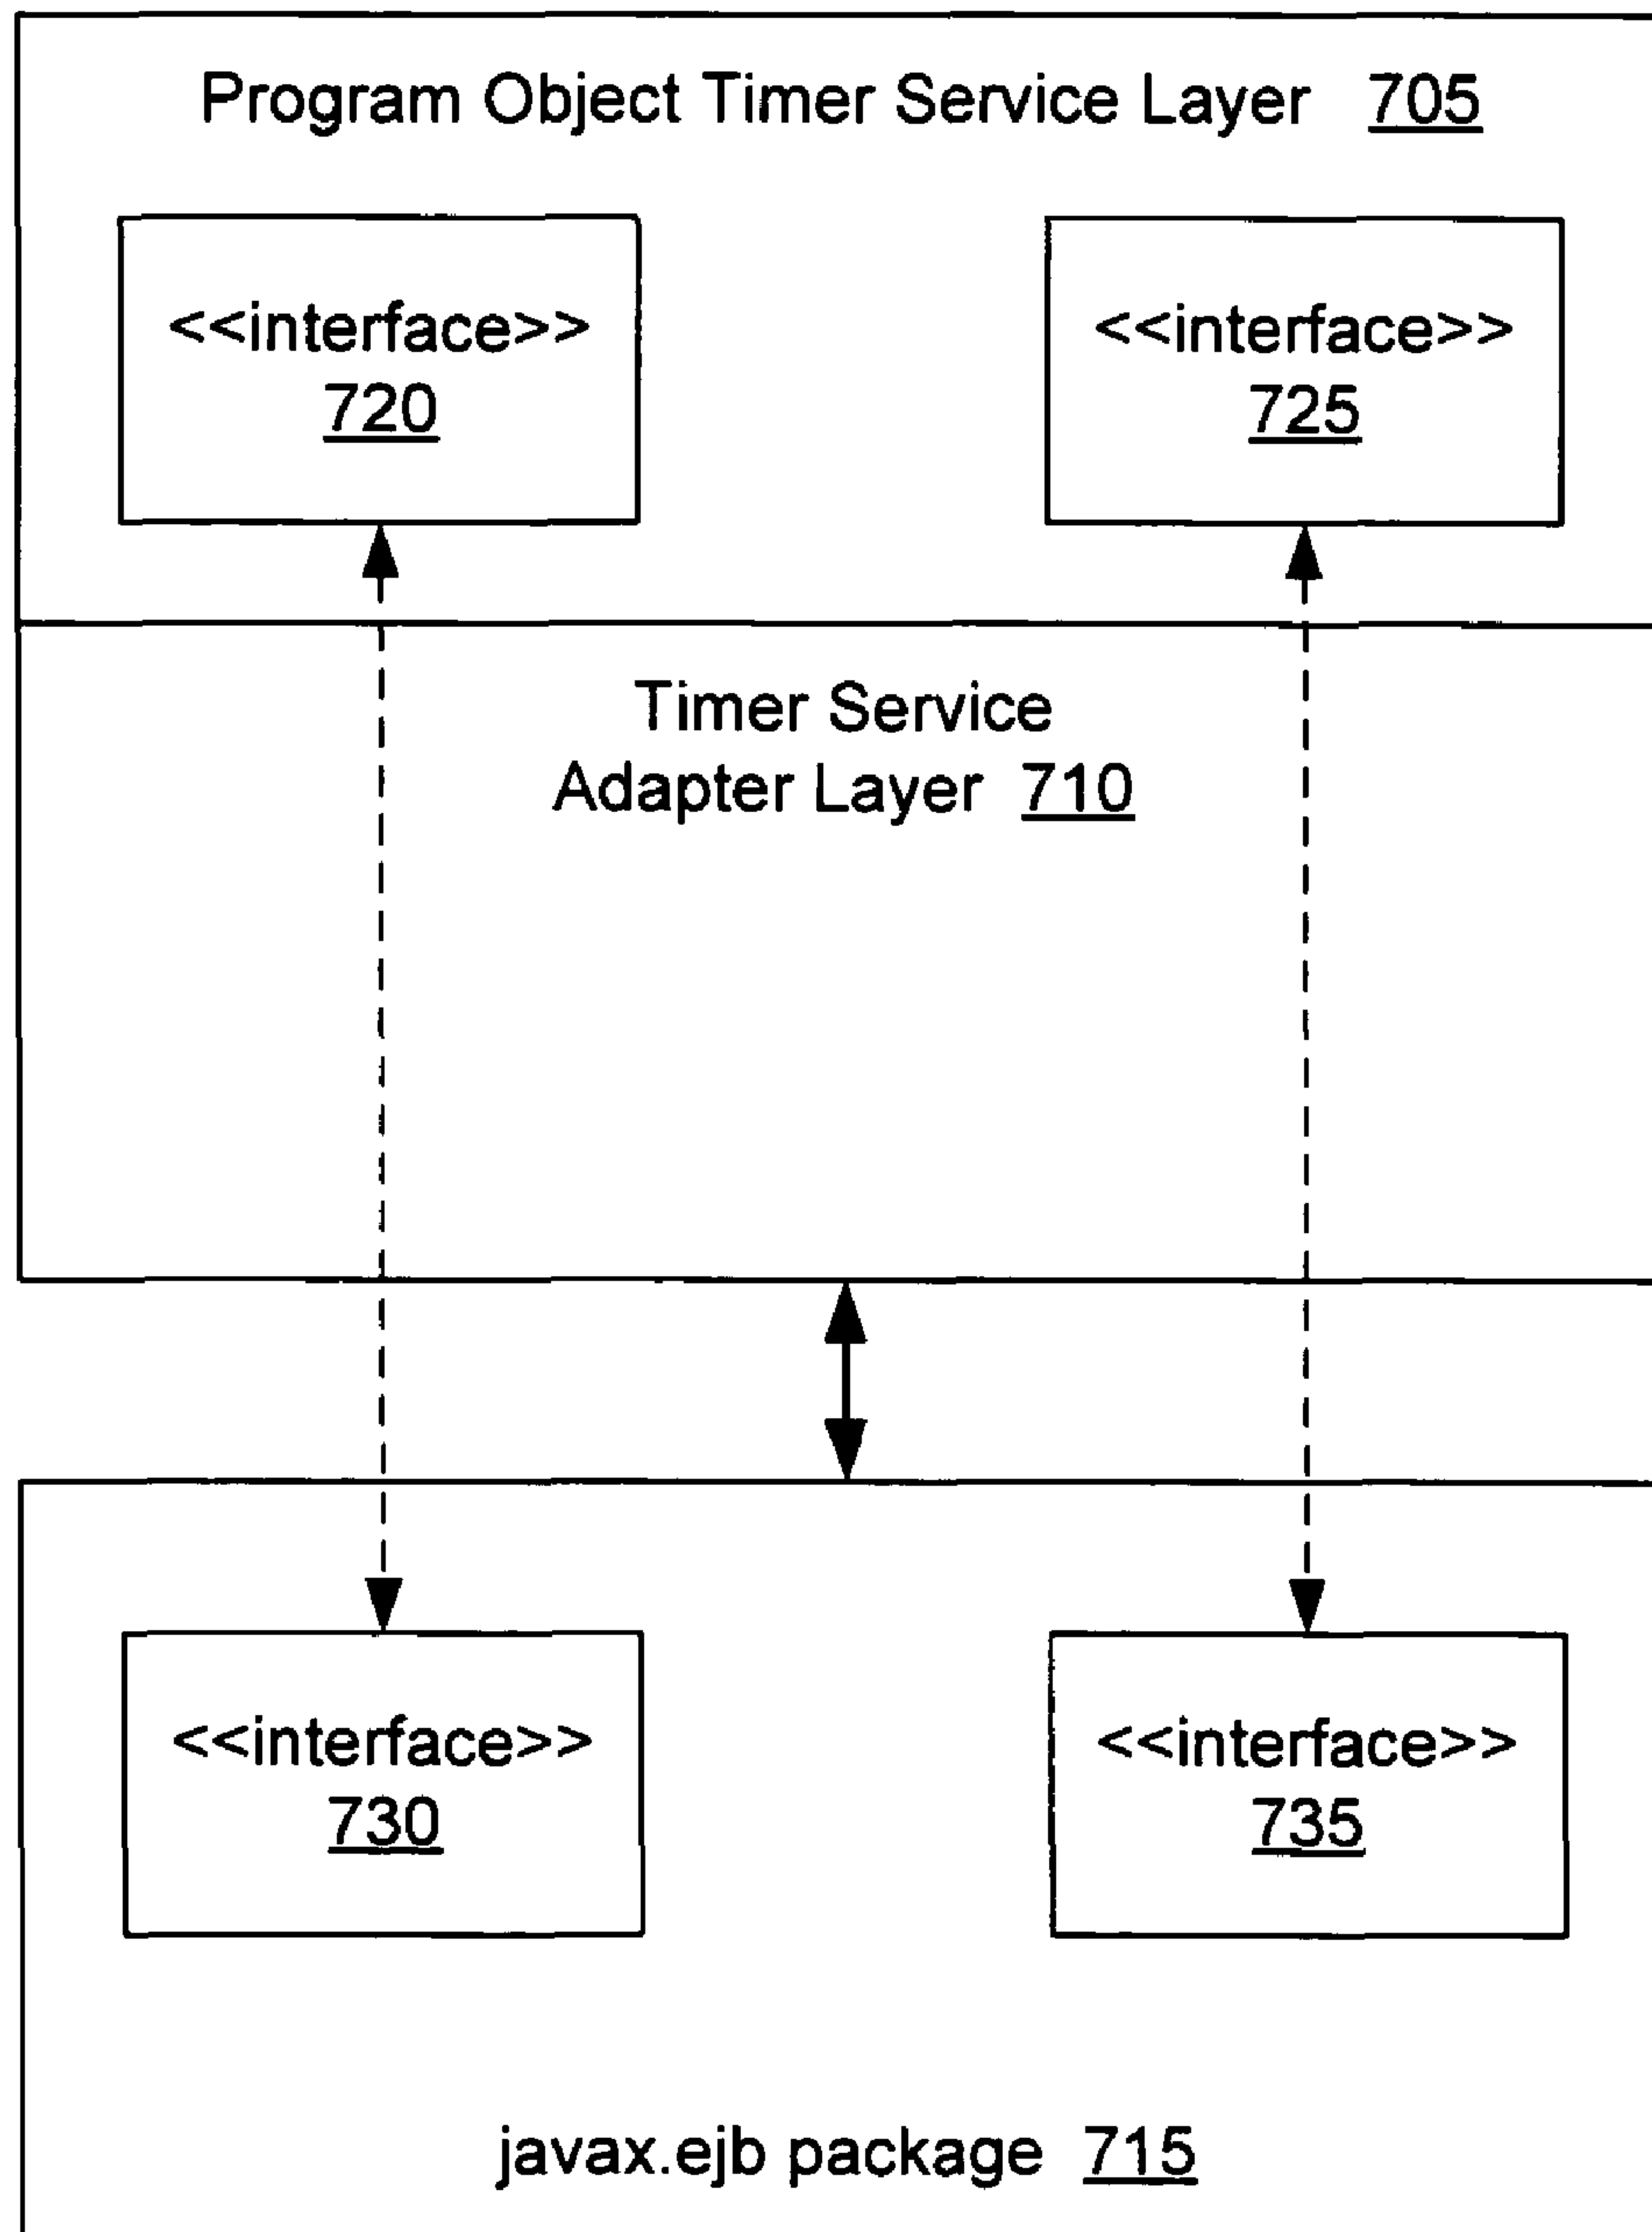 Program Object Timer Service Layer 705
<<interface>>
720
<<interface>>
725
Timer Service
Adapter Layer 710
<<interface>>
730
<<interface>>
735
javax.ejb package 715